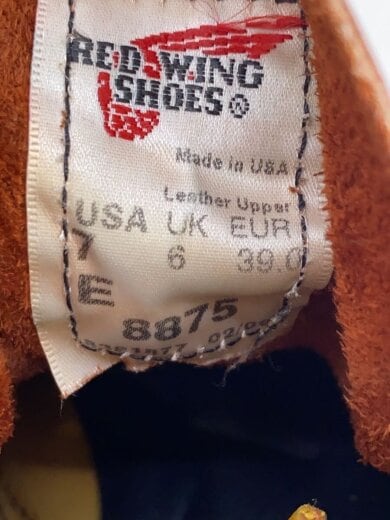 RED WING
SHOES ®
Made in USA
Leather Upper
USA UK EUR
7 6 39.0
E
8875